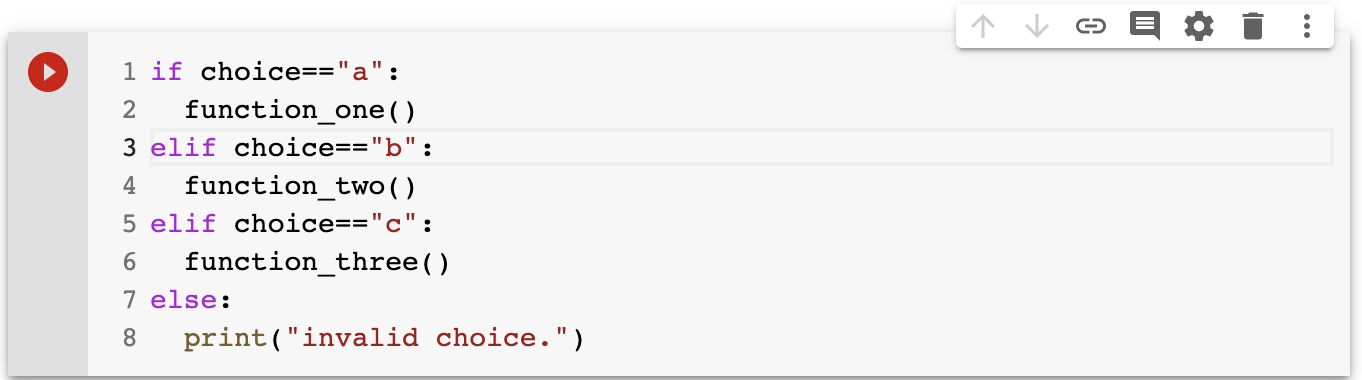 1 if choice=="a":
2   function_one()
3 elif choice=="b":
4   function_two()
5 elif choice=="c":
6   function_three()
7 else:
8   print("invalid choice.")